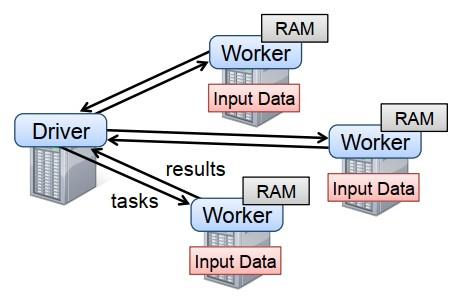 RAM
Worker
Input Data
RAM
Driver
Worker
results
Input Data
RAM
tasks
Worker
Input Data